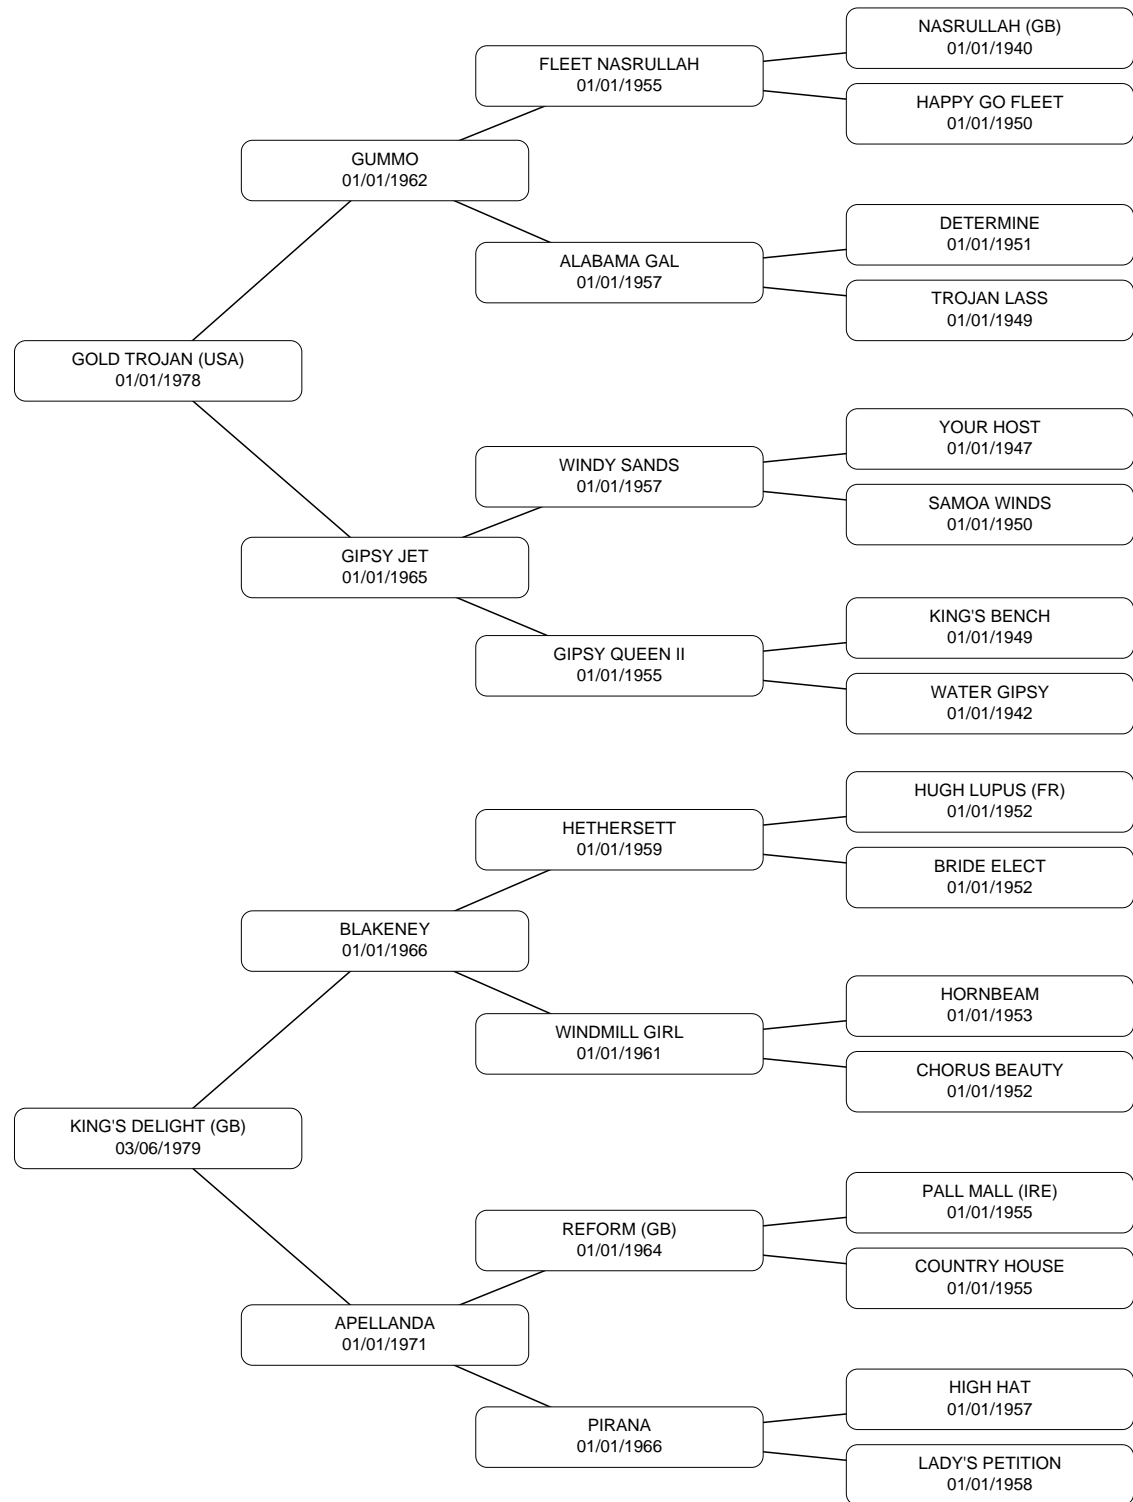 NASRULLAH (GB)
01/01/1940
FLEET NASRULLAH
01/01/1955
HAPPY GO FLEET
01/01/1950
GUMMO
01/01/1962
DETERMINE
01/01/1951
ALABAMA GAL
01/01/1957
TROJAN LASS
01/01/1949
GOLD TROJAN (USA)
01/01/1978
YOUR HOST
01/01/1947
WINDY SANDS
01/01/1957
SAMOA WINDS
01/01/1950
GIPSY JET
01/01/1965
KING'S BENCH
01/01/1949
GIPSY QUEEN II
01/01/1955
WATER GIPSY
01/01/1942
HUGH LUPUS (FR)
01/01/1952
HETHERSETT
01/01/1959
BRIDE ELECT
01/01/1952
BLAKENEY
01/01/1966
HORNBEAM
01/01/1953
WINDMILL GIRL
01/01/1961
CHORUS BEAUTY
01/01/1952
KING'S DELIGHT (GB)
03/06/1979
PALL MALL (IRE)
01/01/1955
REFORM (GB)
01/01/1964
COUNTRY HOUSE
01/01/1955
APELLANDA
01/01/1971
HIGH HAT
01/01/1957
PIRANA
01/01/1966
LADY'S PETITION
01/01/1958